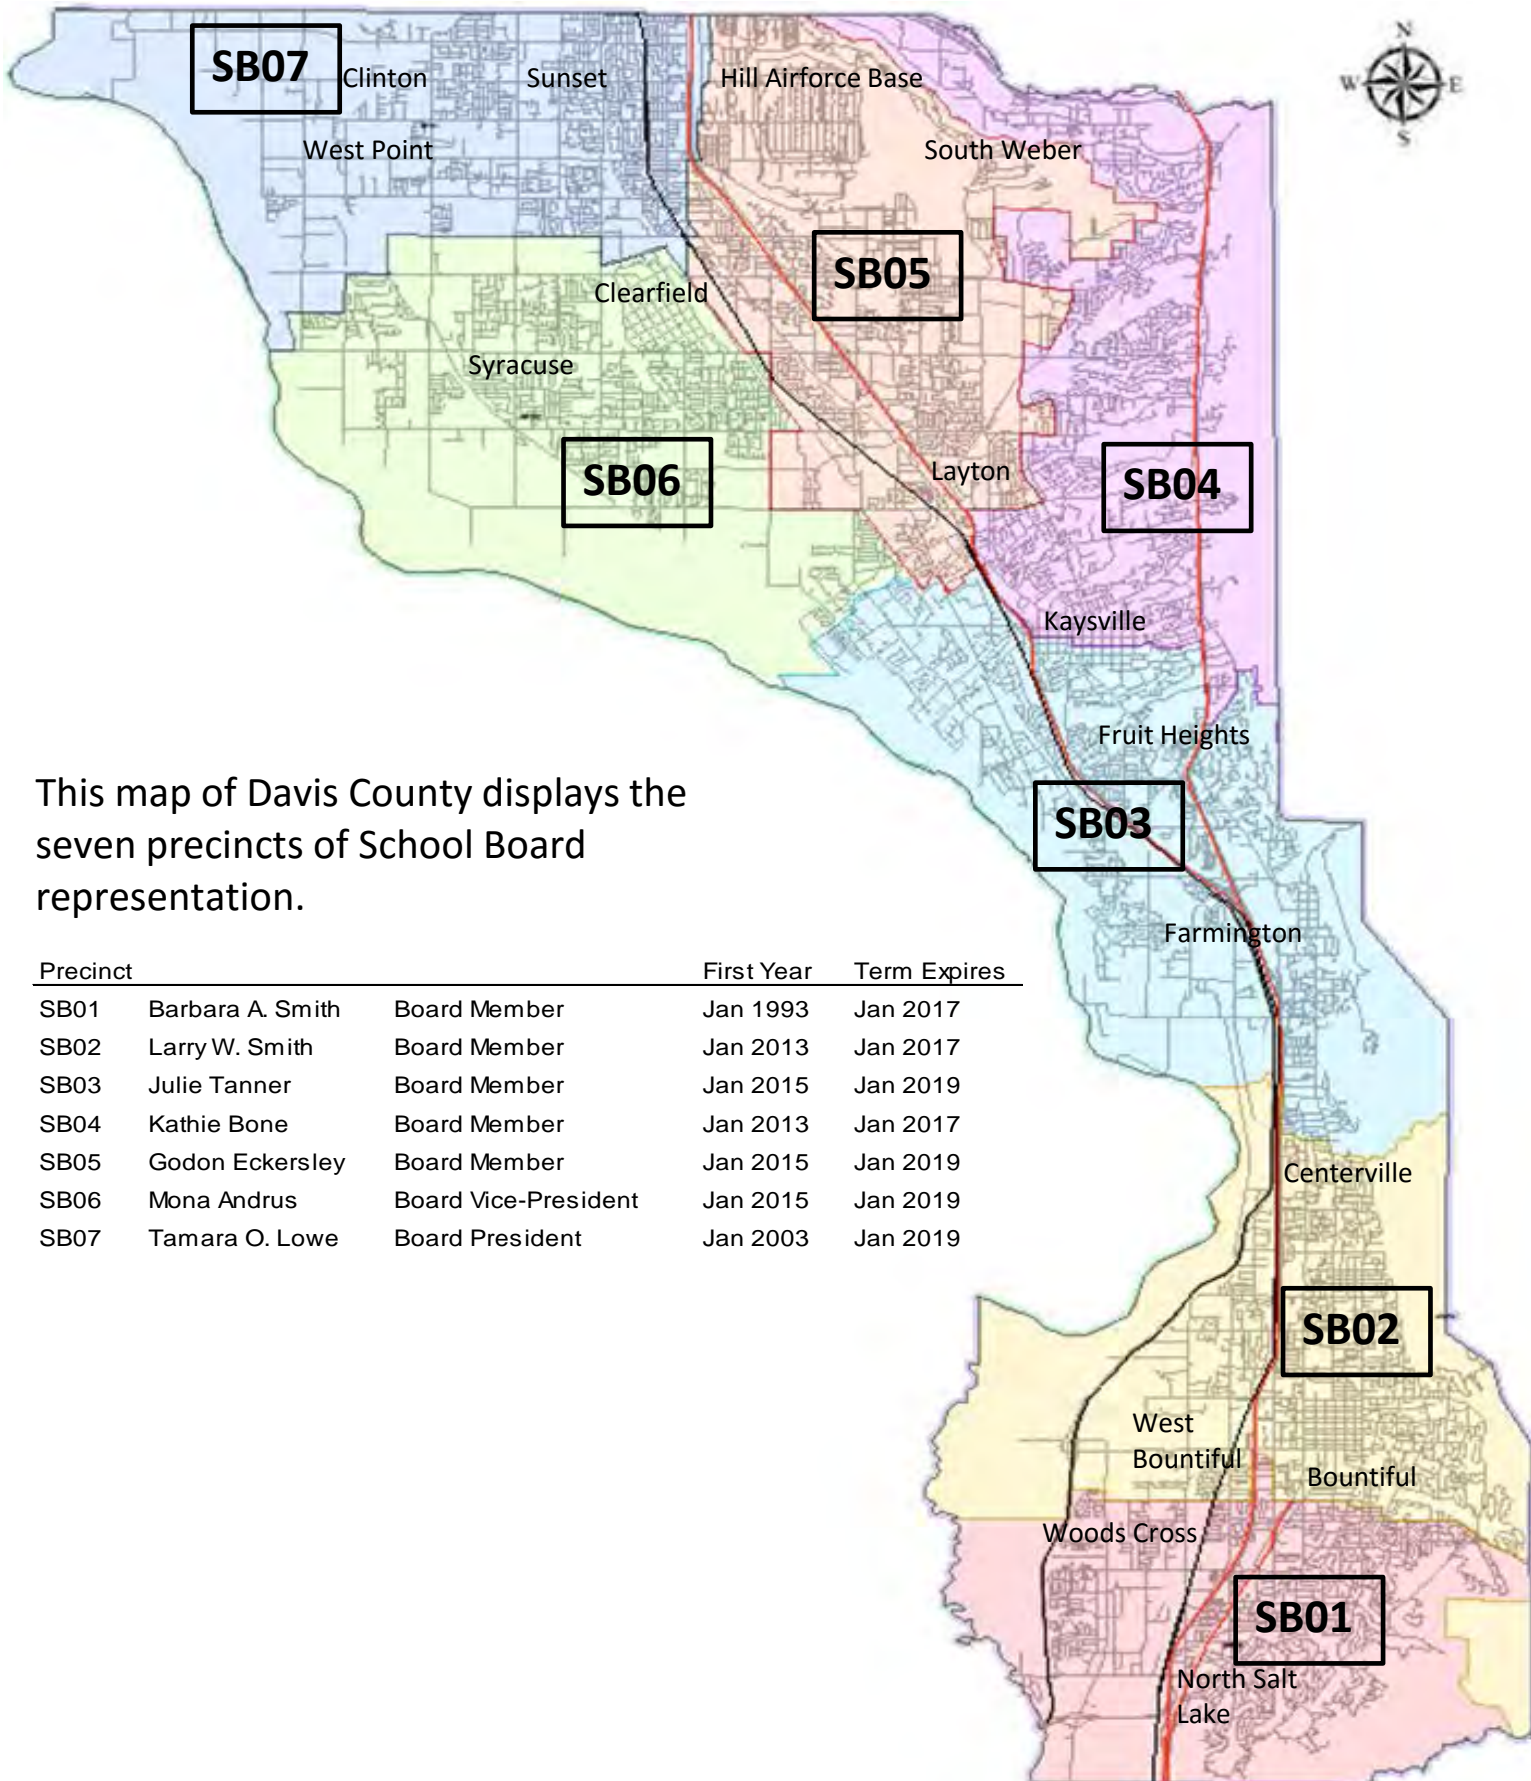 N
W E
S
SB07 Clinton Sunset Hill Airforce Base
West Point South Weber
SB05
Clearfield
Syracuse
SB06
Layton
SB04
Kaysville
Fruit Heights
SB03
Farmington
This map of Davis County displays the
seven precincts of School Board
representation.
Precinct First Year Term Expires
SB01 Barbara A. Smith Board Member Jan 1993 Jan 2017
SB02 Larry W. Smith Board Member Jan 2013 Jan 2017
SB03 Julie Tanner Board Member Jan 2015 Jan 2019
SB04 Kathie Bone Board Member Jan 2013 Jan 2017
SB05 Godon Eckersley Board Member Jan 2015 Jan 2019
SB06 Mona Andrus Board Vice-President Jan 2015 Jan 2019
SB07 Tamara O. Lowe Board President Jan 2003 Jan 2019
Centerville
SB02
West
Bountiful
Bountiful
Woods Cross
SB01
North Salt
Lake